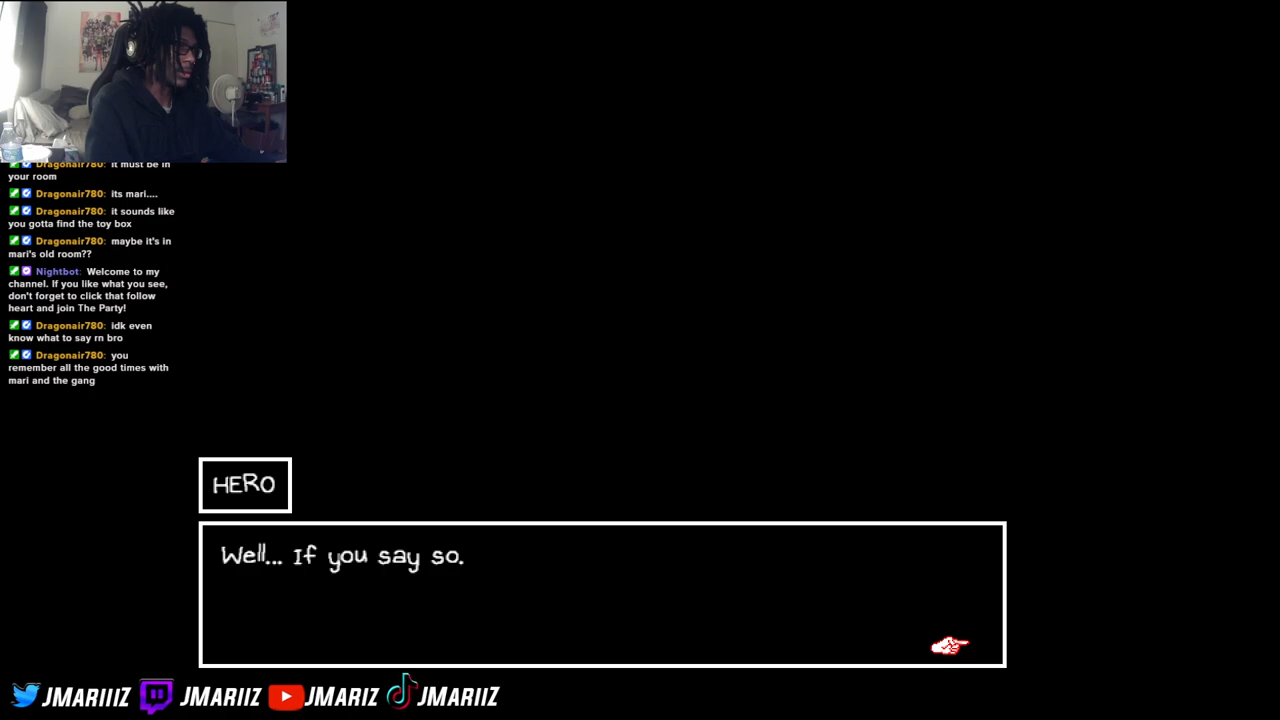 Dragonair780: it must be in
your room
Dragonair780: its mari....
Dragonair780: it sounds like
you gotta find the toy box
Dragonair780: maybe it's in
mari's old room??
Nightbot: Welcome to my
channel. If you like what you see,
don't forget to click that follow
heart and join The Party!
Dragonair780: idk even
know what to say rn bro
Dragonair780: you
remember all the good times with
mari and the gang
HERO
Well... If you say so.
JMARIIIZ JMARIIZ JMARIZ JMARIIZ